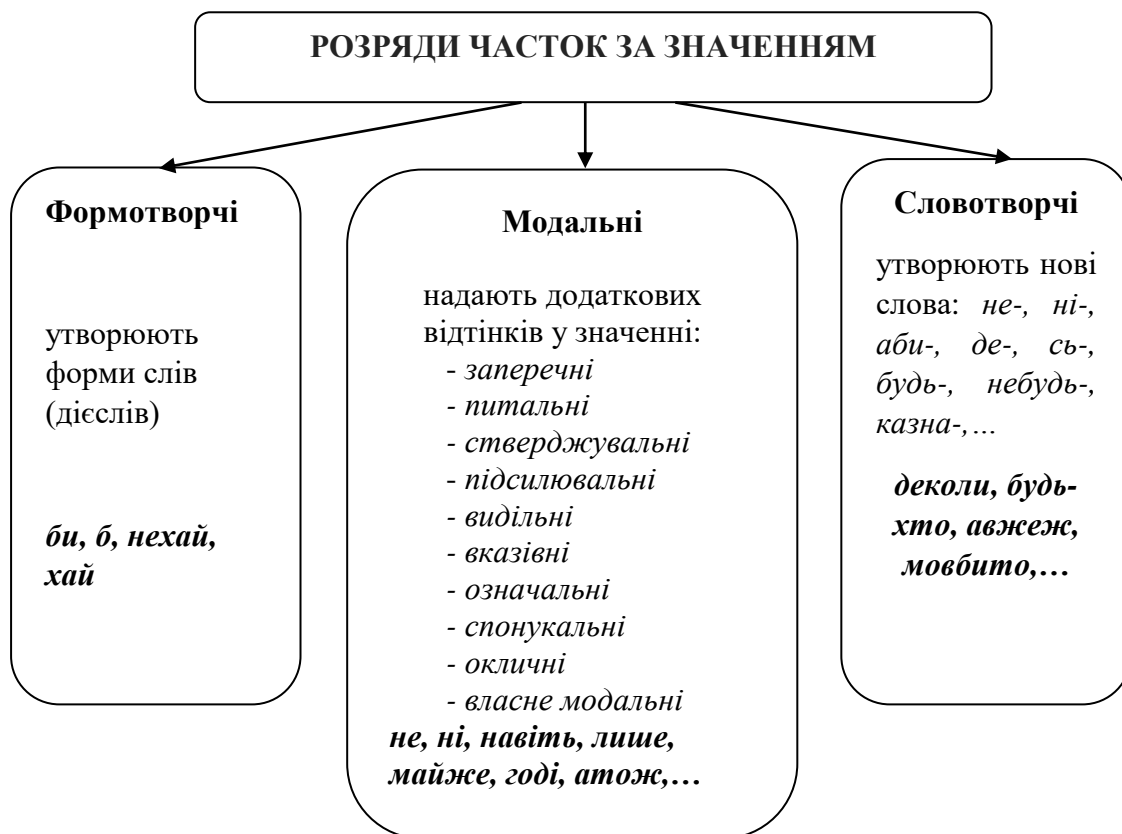 РОЗРЯДИ ЧАСТОК ЗА ЗНАЧЕННЯМ
Формотворчі
утворюють
форми слів
(дієслів)
би, б, нехай,
хай
Модальні
надають додаткових
відтінків у значенні:
- заперечні
- питальні
- стверджувальні
- підсилювальні
- видільні
- вказівні
- означальні
- спонукальні
- окличні
- власне модальні
не, ні, навіть, лише,
майже, годі, атож,…
Словотворчі
утворюють нові
слова: не-, ні-,
аби-, де-, сь-,
будь-, небудь-,
казна-,…
деколи, будь-
хто, авжеж,
мовбито,…